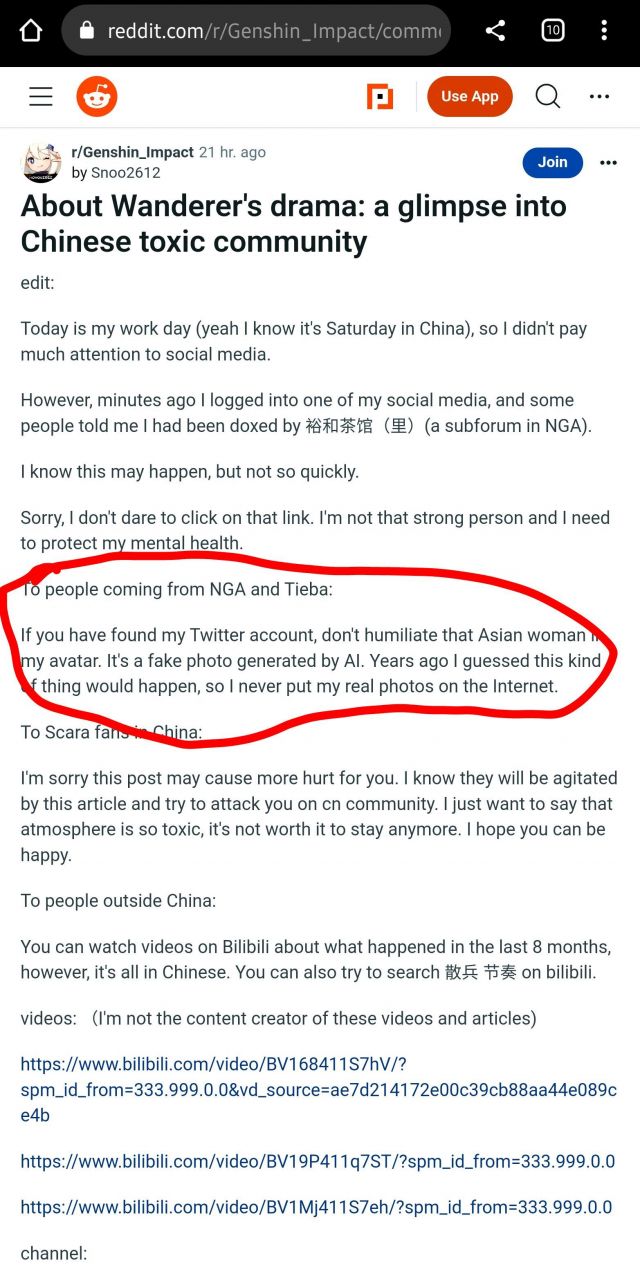 reddit.com/r/Genshin_Impact/comme
10
Use App
r/Genshin_Impact 21 hr. ago
by Snoo2612
Join
About Wanderer's drama: a glimpse into
Chinese toxic community
edit:
Today is my work day (yeah I know it's Saturday in China), so I didn't pay
much attention to social media.
However, minutes ago I logged into one of my social media, and some
people told me I had been doxed by 裕和茶馆（里）(a subforum in NGA).
I know this may happen, but not so quickly.
Sorry, I don't dare to click on that link. I'm not that strong person and I need
to protect my mental health.
To people coming from NGA and Tieba:
If you have found my Twitter account, don't humiliate that Asian woman in
my avatar. It's a fake photo generated by AI. Years ago I guessed this kind
of thing would happen, so I never put my real photos on the Internet.
To Scara fans in China:
I'm sorry this post may cause more hurt for you. I know they will be agitated
by this article and try to attack you on cn community. I just want to say that
atmosphere is so toxic, it's not worth it to stay anymore. I hope you can be
happy.
To people outside China:
You can watch videos on Bilibili about what happened in the last 8 months,
however, it's all in Chinese. You can also try to search 散兵 节奏 on bilibili.
videos: （I'm not the content creator of these videos and articles)
https://www.bilibili.com/video/BV168411S7hV/?
spm_id_from=333.999.0.0&vd_source=ae7d214172e00c39cb88aa44e089c
e4b
https://www.bilibili.com/video/BV19P411q7ST/?spm_id_from=333.999.0.0
https://www.bilibili.com/video/BV1Mj411S7eh/?spm_id_from=333.999.0.0
channel: